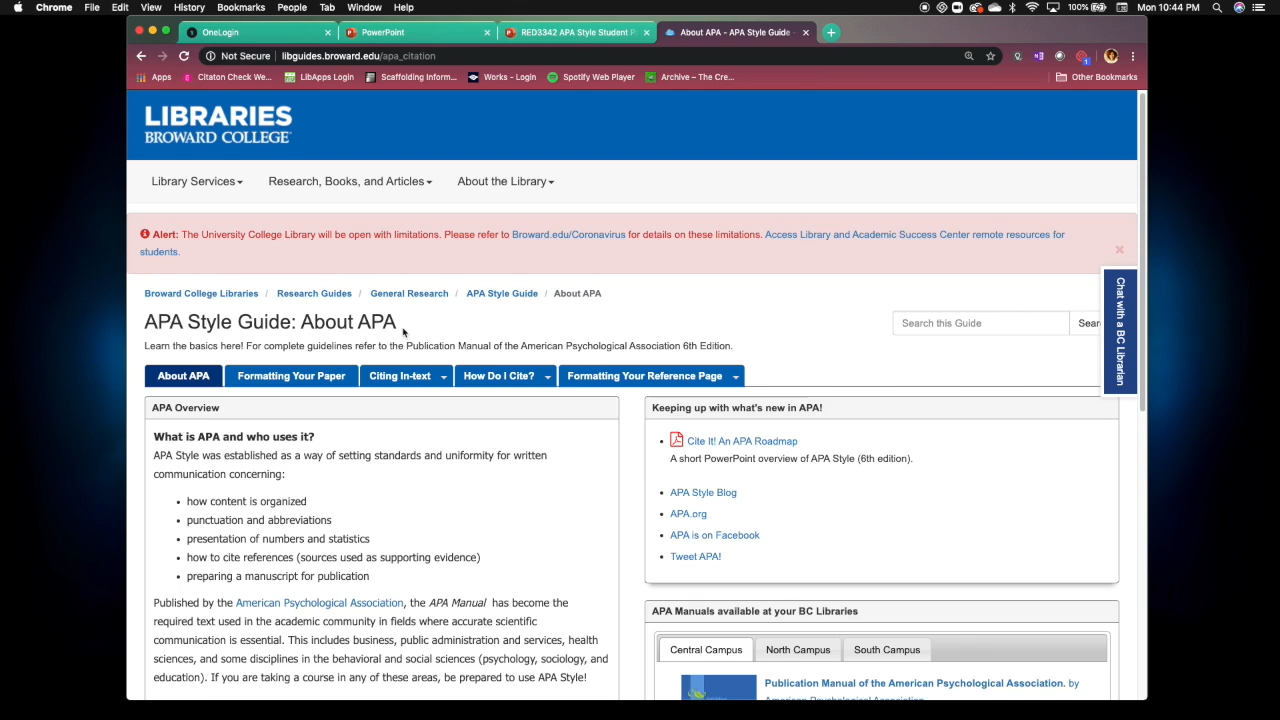 Chrome File Edit View History Bookmarks People Tab Window Help 100% Mon 10:44 PM
OneLogin PowerPoint RED3342 APA Style Student P About APA - APA Style Guide -
Not Secure libguides.broward.edu/apa_citation
Apps Citaton Check We... LibApps Login Scaffolding Inform... Works - Login Spotify Web Player Archive – The Cre... Other Bookmarks
LIBRARIES
BROWARD COLLEGE
Library Services Research, Books, and Articles About the Library
Alert: The University College Library will be open with limitations. Please refer to Broward.edu/Coronavirus for details on these limitations. Access Library and Academic Success Center remote resources for
students.
Chat with a BC Librarian
Broward College Libraries / Research Guides / General Research / APA Style Guide / About APA
APA Style Guide: About APA
Search this Guide Sear
Learn the basics here! For complete guidelines refer to the Publication Manual of the American Psychological Association 6th Edition.
About APA Formatting Your Paper Citing In-text How Do I Cite? Formatting Your Reference Page
APA Overview
What is APA and who uses it?
APA Style was established as a way of setting standards and uniformity for written
communication concerning:
• how content is organized
• punctuation and abbreviations
• presentation of numbers and statistics
• how to cite references (sources used as supporting evidence)
• preparing a manuscript for publication
Published by the American Psychological Association, the APA Manual has become the
required text used in the academic community in fields where accurate scientific
communication is essential. This includes business, public administration and services, health
sciences, and some disciplines in the behavioral and social sciences (psychology, sociology, and
education). If you are taking a course in any of these areas, be prepared to use APA Style!
Keeping up with what's new in APA!
• Cite It! An APA Roadmap
A short PowerPoint overview of APA Style (6th edition).
• APA Style Blog
• APA.org
• APA is on Facebook
• Tweet APA!
APA Manuals available at your BC Libraries
Central Campus North Campus South Campus
Publication Manual of the American Psychological Association. by
American Psychological Association